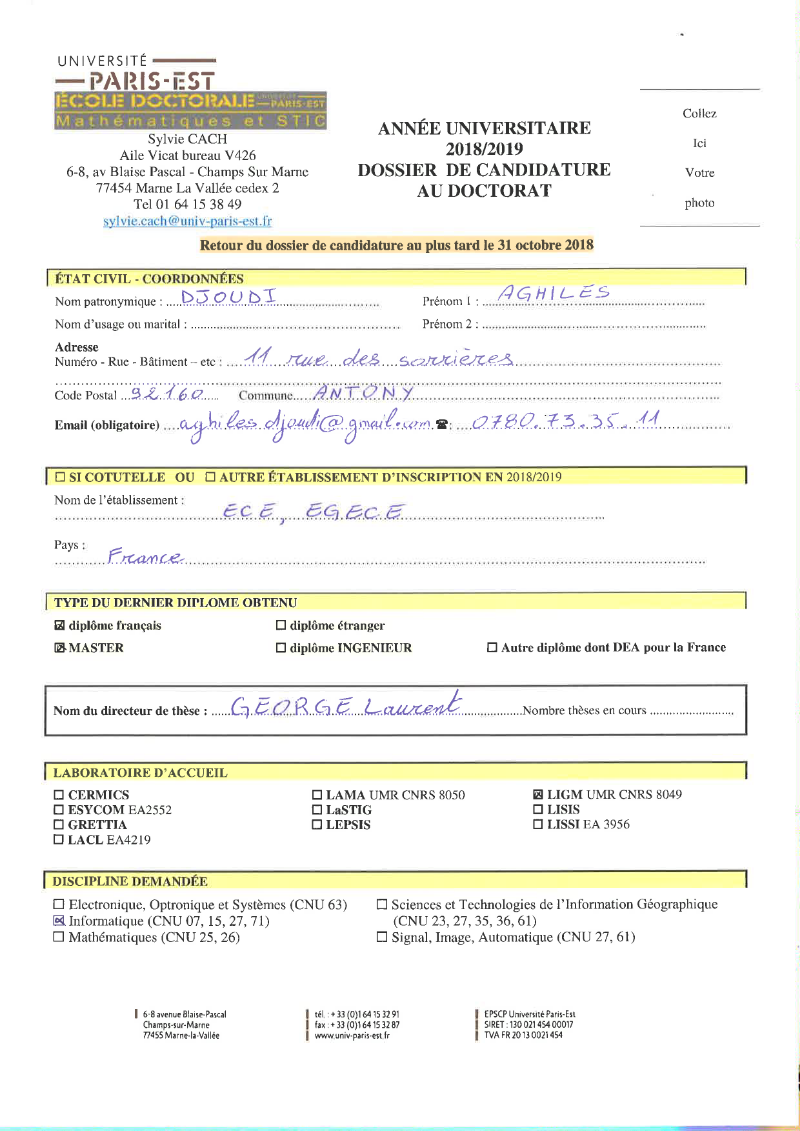 UNIVERSITÉ
PARIS-EST
ÉCOLE DOCTORALE UNIVERSITÉ PARIS-EST
Mathématiques et STIC
Sylvie CACH
Aile Vicat bureau V426
6-8, av Blaise Pascal - Champs Sur Marne
77454 Marne La Vallée cedex 2
Tel 01 64 15 38 49
sylvie.cach@univ-paris-est.fr
ANNÉE UNIVERSITAIRE
2018/2019
DOSSIER DE CANDIDATURE
AU DOCTORAT
Collez
Ici
Votre
photo
Retour du dossier de candidature au plus tard le 31 octobre 2018
ÉTAT CIVIL - COORDONNÉES
Nom patronymique : DJOUDI Prénom 1 : AGHILES
Nom d'usage ou marital : Prénom 2 :
Adresse
Numéro - Rue - Bâtiment – etc : 11 rue des sarrières
Code Postal 92160 Commune ANTONY
Email (obligatoire) aghiles.djoudi@gmail.com ☎: 0780.73.35.11
☐ SI COTUTELLE OU ☐ AUTRE ÉTABLISSEMENT D'INSCRIPTION EN 2018/2019
Nom de l'établissement :
ECE, EGECE
Pays :
France
TYPE DU DERNIER DIPLOME OBTENU
☒ diplôme français ☐ diplôme étranger
☒ MASTER ☐ diplôme INGENIEUR ☐ Autre diplôme dont DEA pour la France
Nom du directeur de thèse : GEORGE Laurent Nombre thèses en cours
LABORATOIRE D'ACCUEIL
☐ CERMICS ☐ LAMA UMR CNRS 8050 ☒ LIGM UMR CNRS 8049
☐ ESYCOM EA2552 ☐ LaSTIG ☐ LISIS
☐ GRETTIA ☐ LEPSIS ☐ LISSI EA 3956
☐ LACL EA4219
DISCIPLINE DEMANDÉE
☐ Electronique, Optronique et Systèmes (CNU 63) ☐ Sciences et Technologies de l'Information Géographique
☒ Informatique (CNU 07, 15, 27, 71) (CNU 23, 27, 35, 36, 61)
☐ Mathématiques (CNU 25, 26) ☐ Signal, Image, Automatique (CNU 27, 61)
6-8 avenue Blaise-Pascal
Champs-sur-Marne
77455 Marne-la-Vallée
tél. : + 33 (0)1 64 15 32 91
fax : + 33 (0)1 64 15 32 87
www.univ-paris-est.fr
EPSCP Université Paris-Est
SIRET : 130 021 454 00017
TVA FR 20 13 0021 454